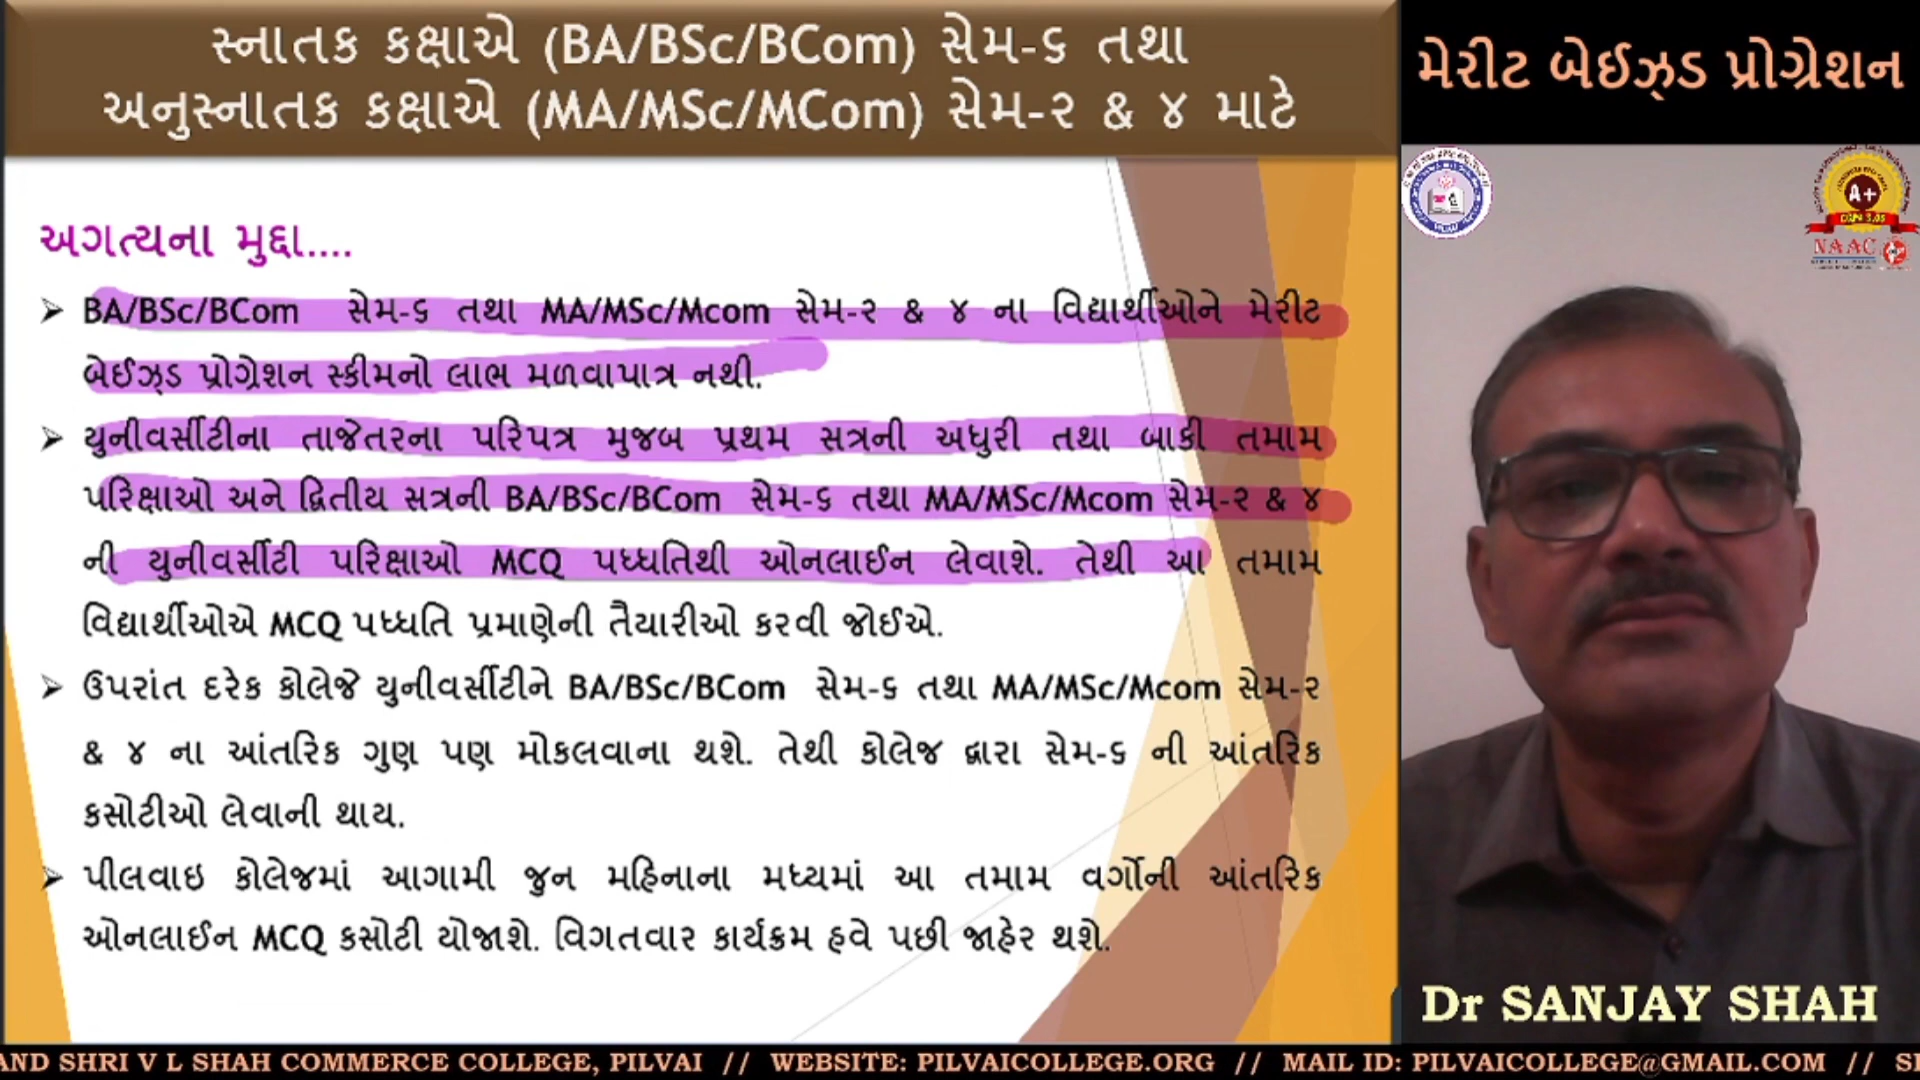 સ્નાતક કક્ષાએ (BA/BSc/BCom) સેમ-૬ તથા
અનુસ્નાતક કક્ષાએ (MA/MSc/MCom) સેમ-૨ & ૪ માટે
મેરીટ બેઈઝ્ડ પ્રોગ્રેશન
અગત્યના મુદ્દા....
BA/BSc/BCom સેમ-૬ તથા MA/MSc/Mcom સેમ-૨ & ૪ ના વિદ્યાર્થીઓને મેરીટ
બેઈઝ્ડ પ્રોગ્રેશન સ્કીમનો લાભ મળવાપાત્ર નથી.
યુનીવર્સીટીના તાજેતરના પરિપત્ર મુજબ પ્રથમ સત્રની અધુરી તથા બાકી તમામ
પરિક્ષાઓ અને દ્વિતીય સત્રની BA/BSc/BCom સેમ-૬ તથા MA/MSc/Mcom સેમ-૨ & ૪
ની યુનીવર્સીટી પરિક્ષાઓ MCQ પધ્ધતિથી ઓનલાઈન લેવાશે. તેથી આ તમામ
વિદ્યાર્થીઓએ MCQ પધ્ધતિ પ્રમાણેની તૈયારીઓ કરવી જોઈએ.
ઉપરાંત દરેક કોલેજે યુનીવર્સીટીને BA/BSc/BCom સેમ-૬ તથા MA/MSc/Mcom સેમ-૨
& ૪ ના આંતરિક ગુણ પણ મોકલવાના થશે. તેથી કોલેજ દ્વારા સેમ-૬ ની આંતરિક
કસોટીઓ લેવાની થાય.
પીલવાઇ કોલેજમાં આગામી જુન મહિનાના મધ્યમાં આ તમામ વર્ગોની આંતરિક
ઓનલાઈન MCQ કસોટી યોજાશે. વિગતવાર કાર્યક્રમ હવે પછી જાહેર થશે.
A+
NAAC
Dr SANJAY SHAH
AND SHRI V L SHAH COMMERCE COLLEGE, PILVAI // WEBSITE: PILVAICOLLEGE.ORG // MAIL ID: PILVAICOLLEGE@GMAIL.COM //